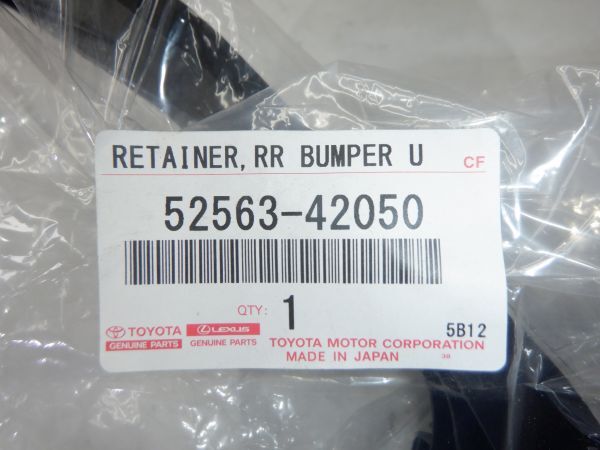 RETAINER,RR BUMPER U CF
52563-42050
QTY: 1
5B12
TOYOTA LEXUS
GENUINE PARTS GENUINE PARTS
TOYOTA MOTOR CORPORATION
MADE IN JAPAN 38